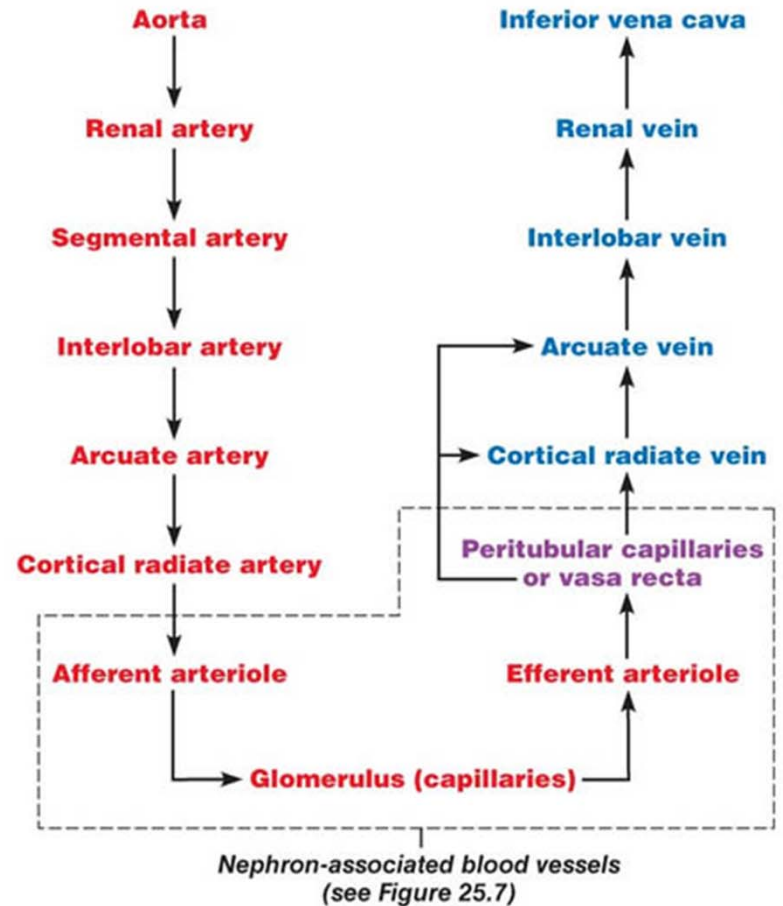 Aorta
Renal artery
Segmental artery
Interlobar artery
Arcuate artery
Cortical radiate artery
Afferent arteriole
Glomerulus (capillaries)
Efferent arteriole
Peritubular capillaries
or vasa recta
Cortical radiate vein
Arcuate vein
Interlobar vein
Renal vein
Inferior vena cava
Nephron-associated blood vessels
(see Figure 25.7)